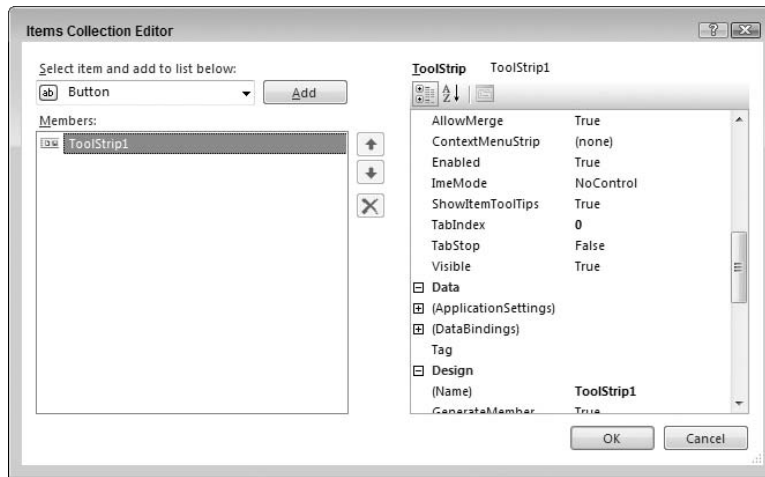 Items Collection Editor
Select item and add to list below:
Button
Add
Members:
ToolStrip1
ToolStrip ToolStrip1
AllowMerge True
ContextMenuStrip (none)
Enabled True
ImeMode NoControl
ShowItemToolTips True
TabIndex 0
TabStop False
Visible True
Data
(ApplicationSettings)
(DataBindings)
Tag
Design
(Name) ToolStrip1
GenerateMember True
OK
Cancel